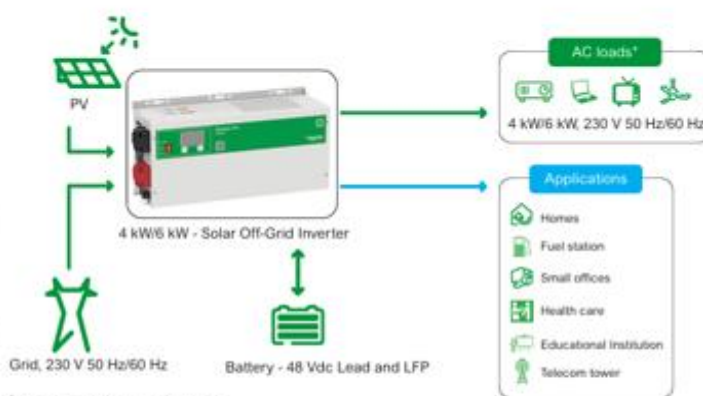 PV
AC loads*
4 kW/6 kW, 230 V 50 Hz/60 Hz
4 kW/6 kW - Solar Off-Grid Inverter
Applications
Homes
Fuel station
Small offices
Health care
Educational Institution
Telecom tower
Grid, 230 V 50 Hz/60 Hz
Battery - 48 Vdc Lead and LFP